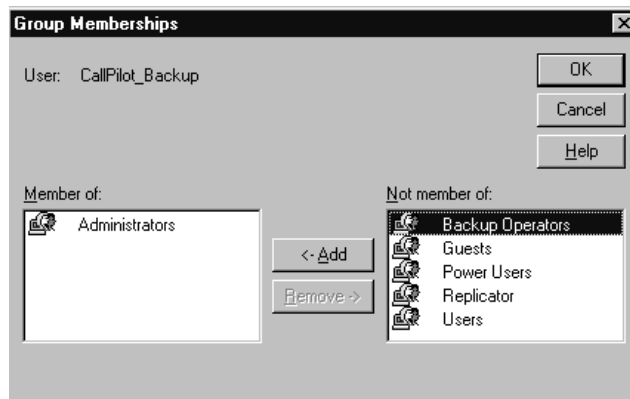 Group Memberships
User: CallPilot_Backup
OK
Cancel
Help
Member of:
Administrators
<- Add
Remove ->
Not member of:
Backup Operators
Guests
Power Users
Replicator
Users